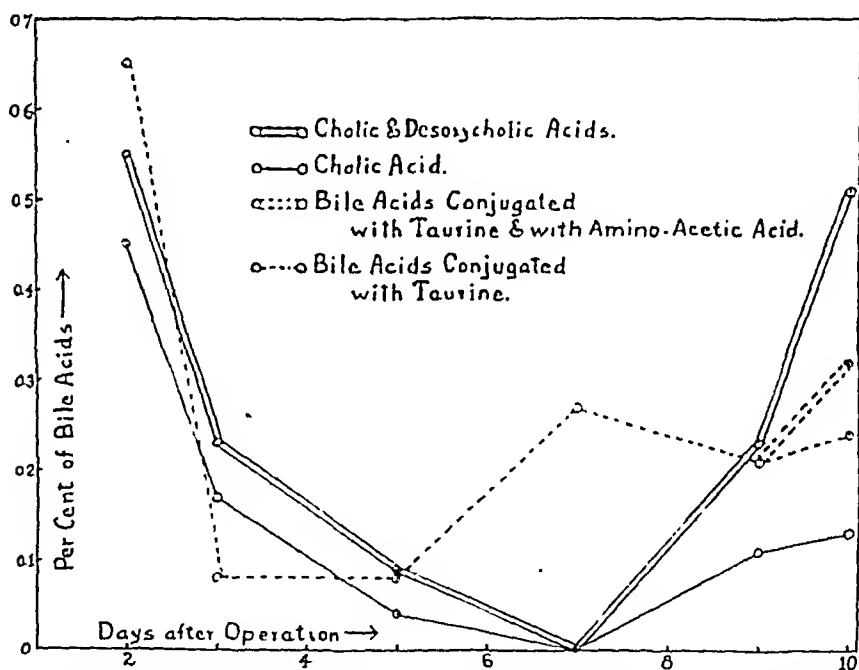 07
06
05
04
03
02
0.1
0
Per Cent of Bile Acids
Cholic & Desoxycholic Acids.
Cholic Acid.
Bile Acids Conjugated
with Taurine & with Amino-Acetic Acid.
Bile Acids Conjugated
with Taurine.
Days after Operation
2
4
6
8
10